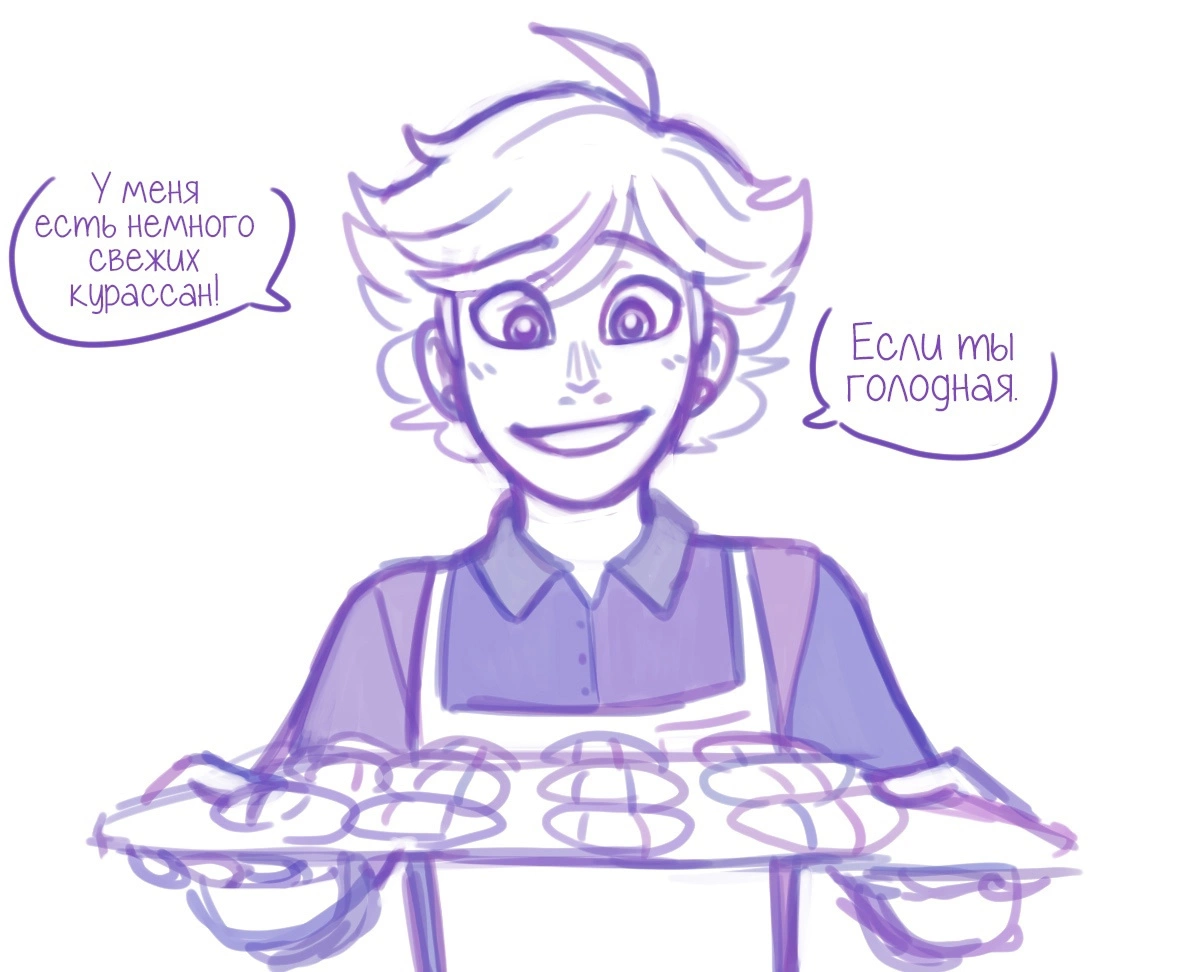 У меня
есть немного
свежих
курассан!
Если ты
голодная.